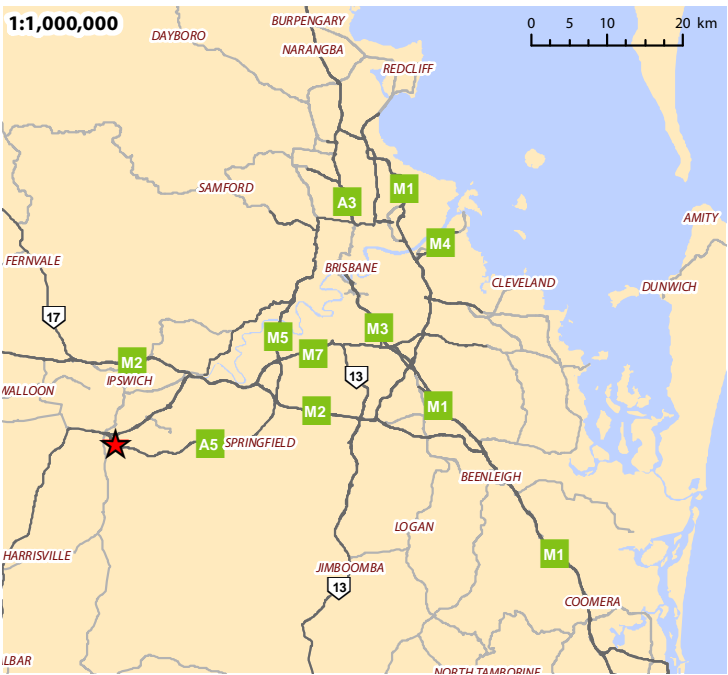 1:1,000,000
BURPENGARY
0 5 10 20 km
DAYBORO
NARANGBA
REDCLIFF
SAMFORD
A3
M1
AMITY
M4
FERNVALE
BRISBANE
CLEVELAND
DUNWICH
17
M5
M3
M7
M2
IPSWICH
13
WALLOON
M2
M1
A5
SPRINGFIELD
BEENLEIGH
LOGAN
HARRISVILLE
M1
JIMBOOMBA
13
COOMERA
LBAR
NORTH TAMBORINE